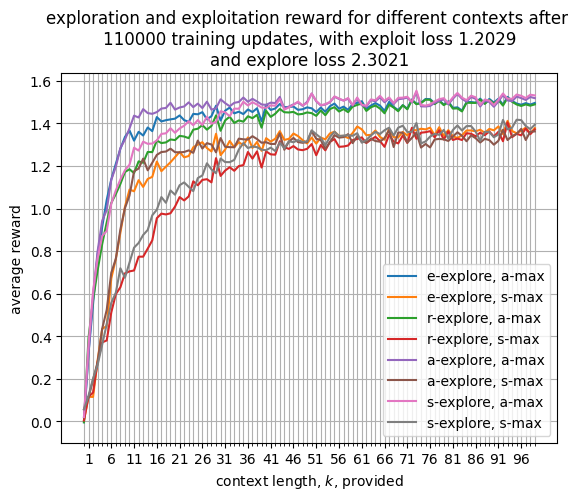 exploration and exploitation reward for different contexts after
110000 training updates, with exploit loss 1.2029
and explore loss 2.3021
1.6
1.4
1.2
1.0
0.8
0.6
0.4
0.2
0.0
average reward
e-explore, a-max
e-explore, s-max
r-explore, a-max
r-explore, s-max
a-explore, a-max
a-explore, s-max
s-explore, a-max
s-explore, s-max
1 6 11 16 21 26 31 36 41 46 51 56 61 66 71 76 81 86 91 96
context length, k, provided